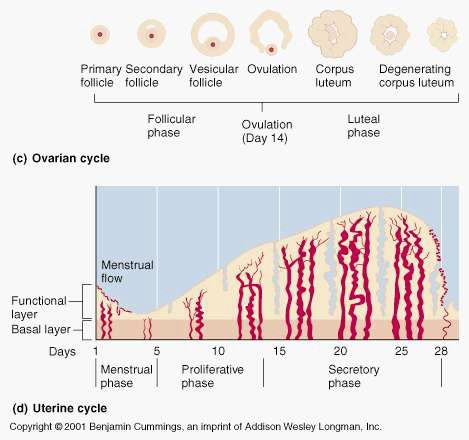 Primary follicle
Secondary follicle
Vesicular follicle
Ovulation
Corpus luteum
Degenerating corpus luteum
Follicular phase
Ovulation (Day 14)
Luteal phase
(c) Ovarian cycle
Menstrual flow
Functional layer
Basal layer
Days 1 5 10 15 20 25 28
Menstrual phase
Proliferative phase
Secretory phase
(d) Uterine cycle
Copyright © 2001 Benjamin Cummings, an imprint of Addison Wesley Longman, Inc.